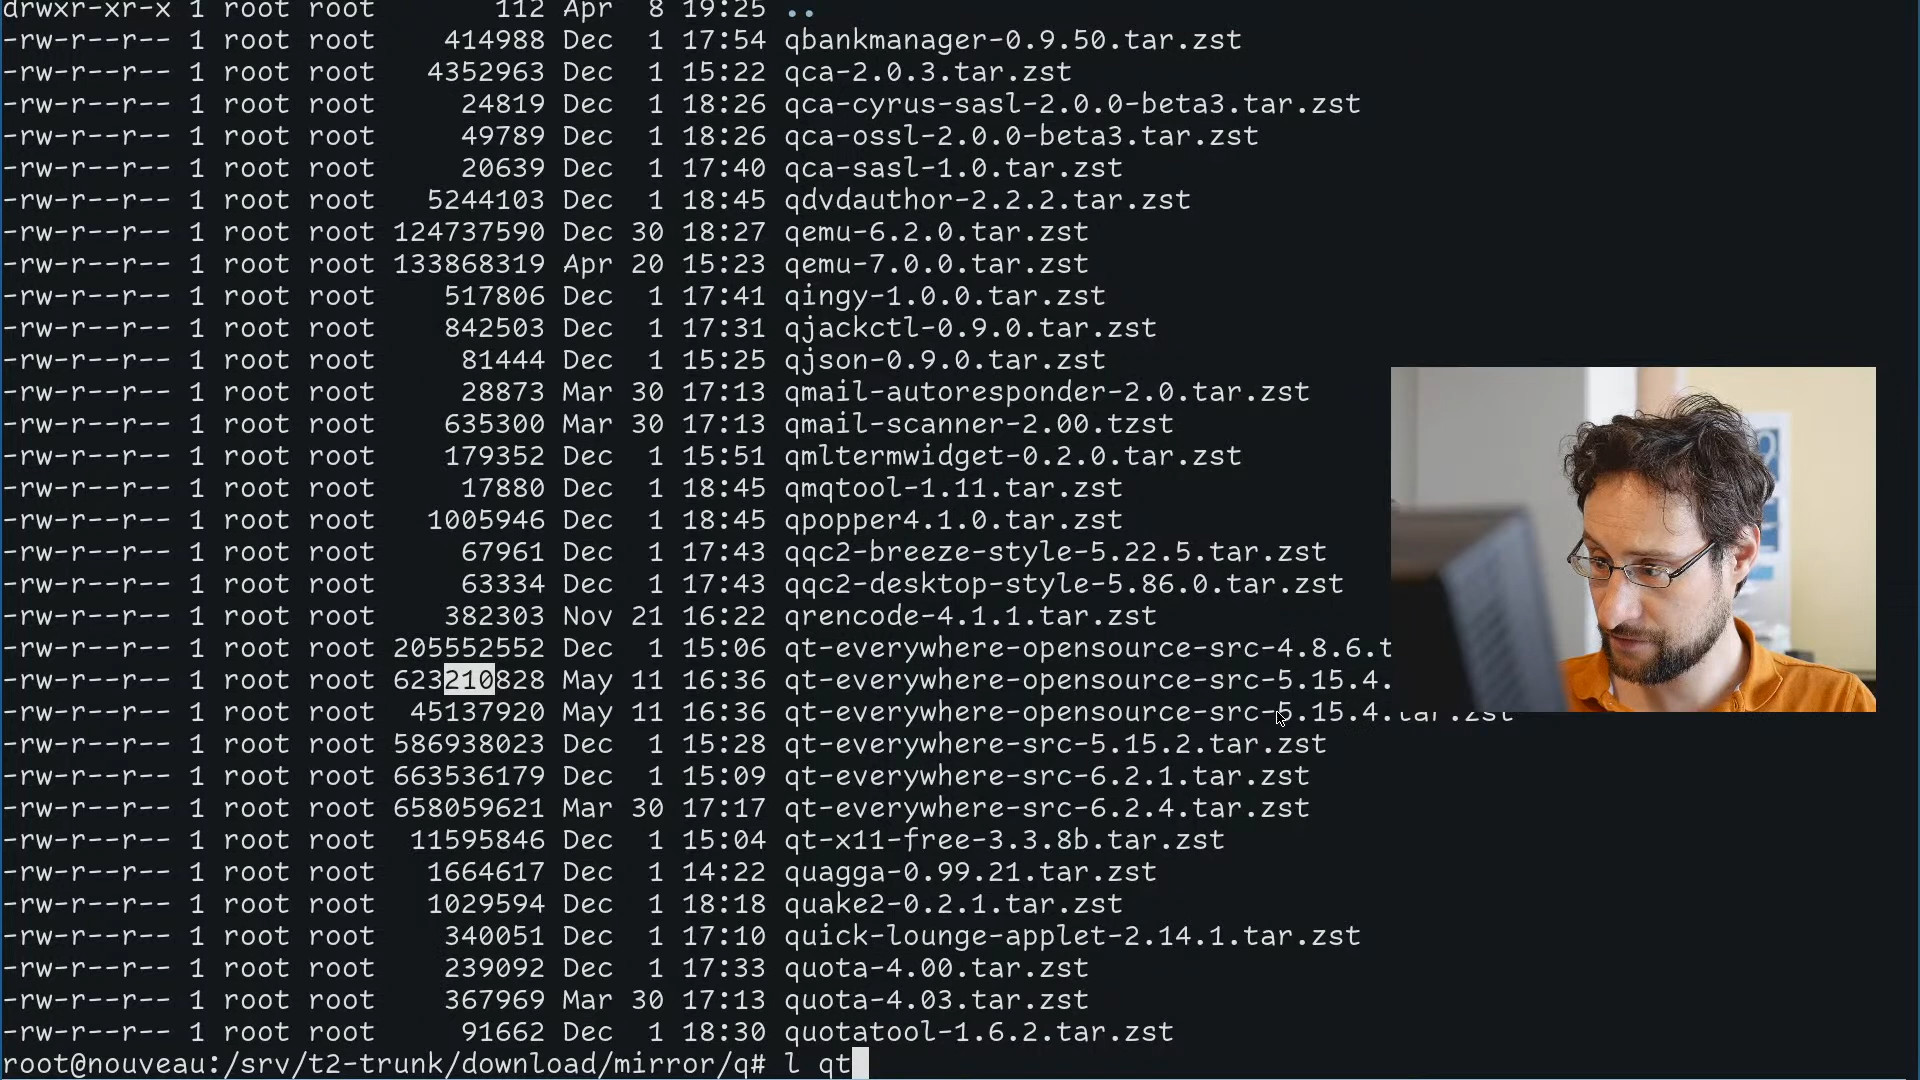 drwxr-xr-x 1 root root 112 Apr 8 19:25 ..
-rw-r--r-- 1 root root 414988 Dec 1 17:54 qbankmanager-0.9.50.tar.zst
-rw-r--r-- 1 root root 4352963 Dec 1 15:22 qca-2.0.3.tar.zst
-rw-r--r-- 1 root root 24819 Dec 1 18:26 qca-cyrus-sasl-2.0.0-beta3.tar.zst
-rw-r--r-- 1 root root 49789 Dec 1 18:26 qca-ossl-2.0.0-beta3.tar.zst
-rw-r--r-- 1 root root 20639 Dec 1 17:40 qca-sasl-1.0.tar.zst
-rw-r--r-- 1 root root 5244103 Dec 1 18:45 qdvdauthor-2.2.2.tar.zst
-rw-r--r-- 1 root root 124737590 Dec 30 18:27 qemu-6.2.0.tar.zst
-rw-r--r-- 1 root root 133868319 Apr 20 15:23 qemu-7.0.0.tar.zst
-rw-r--r-- 1 root root 517806 Dec 1 17:41 qingy-1.0.0.tar.zst
-rw-r--r-- 1 root root 842503 Dec 1 17:31 qjackctl-0.9.0.tar.zst
-rw-r--r-- 1 root root 81444 Dec 1 15:25 qjson-0.9.0.tar.zst
-rw-r--r-- 1 root root 28873 Mar 30 17:13 qmail-autoresponder-2.0.tar.zst
-rw-r--r-- 1 root root 635300 Mar 30 17:13 qmail-scanner-2.00.tzst
-rw-r--r-- 1 root root 179352 Dec 1 15:51 qmltermwidget-0.2.0.tar.zst
-rw-r--r-- 1 root root 17880 Dec 1 18:45 qmqtool-1.11.tar.zst
-rw-r--r-- 1 root root 1005946 Dec 1 18:45 qpopper4.1.0.tar.zst
-rw-r--r-- 1 root root 67961 Dec 1 17:43 qqc2-breeze-style-5.22.5.tar.zst
-rw-r--r-- 1 root root 63334 Dec 1 17:43 qqc2-desktop-style-5.86.0.tar.zst
-rw-r--r-- 1 root root 382303 Nov 21 16:22 qrencode-4.1.1.tar.zst
-rw-r--r-- 1 root root 205552552 Dec 1 15:06 qt-everywhere-opensource-src-4.8.6.t
-rw-r--r-- 1 root root 623210828 May 11 16:36 qt-everywhere-opensource-src-5.15.4.
-rw-r--r-- 1 root root 45137920 May 11 16:36 qt-everywhere-opensource-src-5.15.4.tar.zst
-rw-r--r-- 1 root root 586938023 Dec 1 15:28 qt-everywhere-src-5.15.2.tar.zst
-rw-r--r-- 1 root root 663536179 Dec 1 15:09 qt-everywhere-src-6.2.1.tar.zst
-rw-r--r-- 1 root root 658059621 Mar 30 17:17 qt-everywhere-src-6.2.4.tar.zst
-rw-r--r-- 1 root root 11595846 Dec 1 15:04 qt-x11-free-3.3.8b.tar.zst
-rw-r--r-- 1 root root 1664617 Dec 1 14:22 quagga-0.99.21.tar.zst
-rw-r--r-- 1 root root 1029594 Dec 1 18:18 quake2-0.2.1.tar.zst
-rw-r--r-- 1 root root 340051 Dec 1 17:10 quick-lounge-applet-2.14.1.tar.zst
-rw-r--r-- 1 root root 239092 Dec 1 17:33 quota-4.00.tar.zst
-rw-r--r-- 1 root root 367969 Mar 30 17:13 quota-4.03.tar.zst
-rw-r--r-- 1 root root 91662 Dec 1 18:30 quotatool-1.6.2.tar.zst
root@nouveau:/srv/t2-trunk/download/mirror/q# l qt